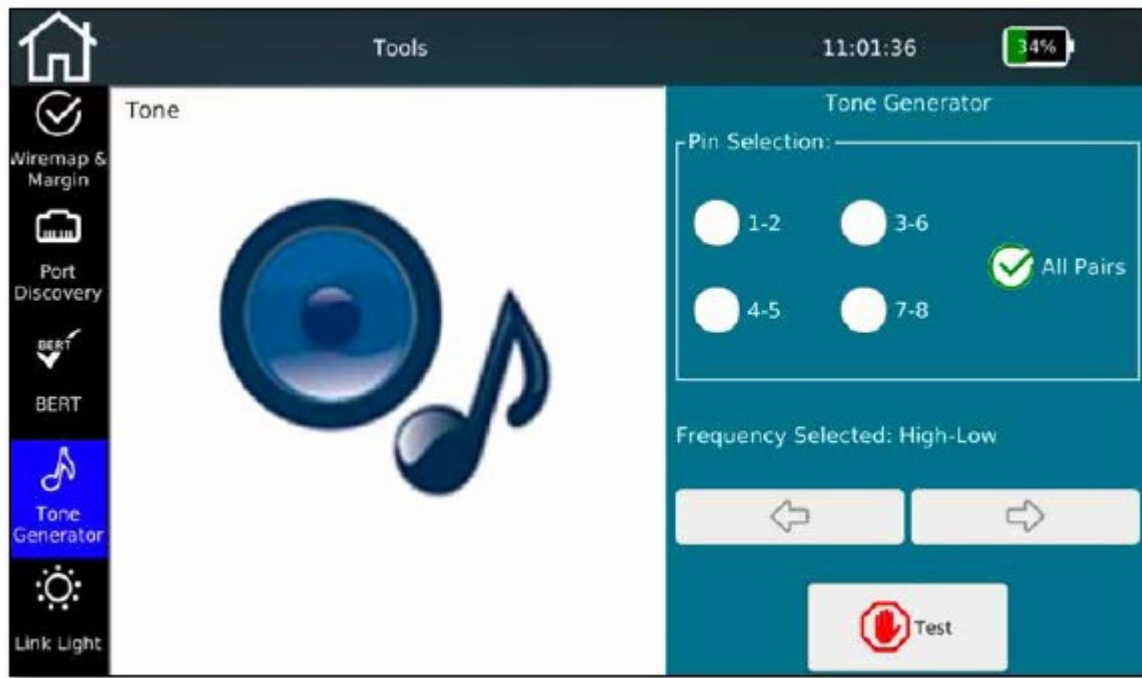 Tools
11:01:36
34%
Wiremap &
Margin
Port
Discovery
BERT
BERT
Tone
Generator
Link Light
Tone
Tone Generator
Pin Selection:
1-2
3-6
4-5
7-8
All Pairs
Frequency Selected: High-Low
Test